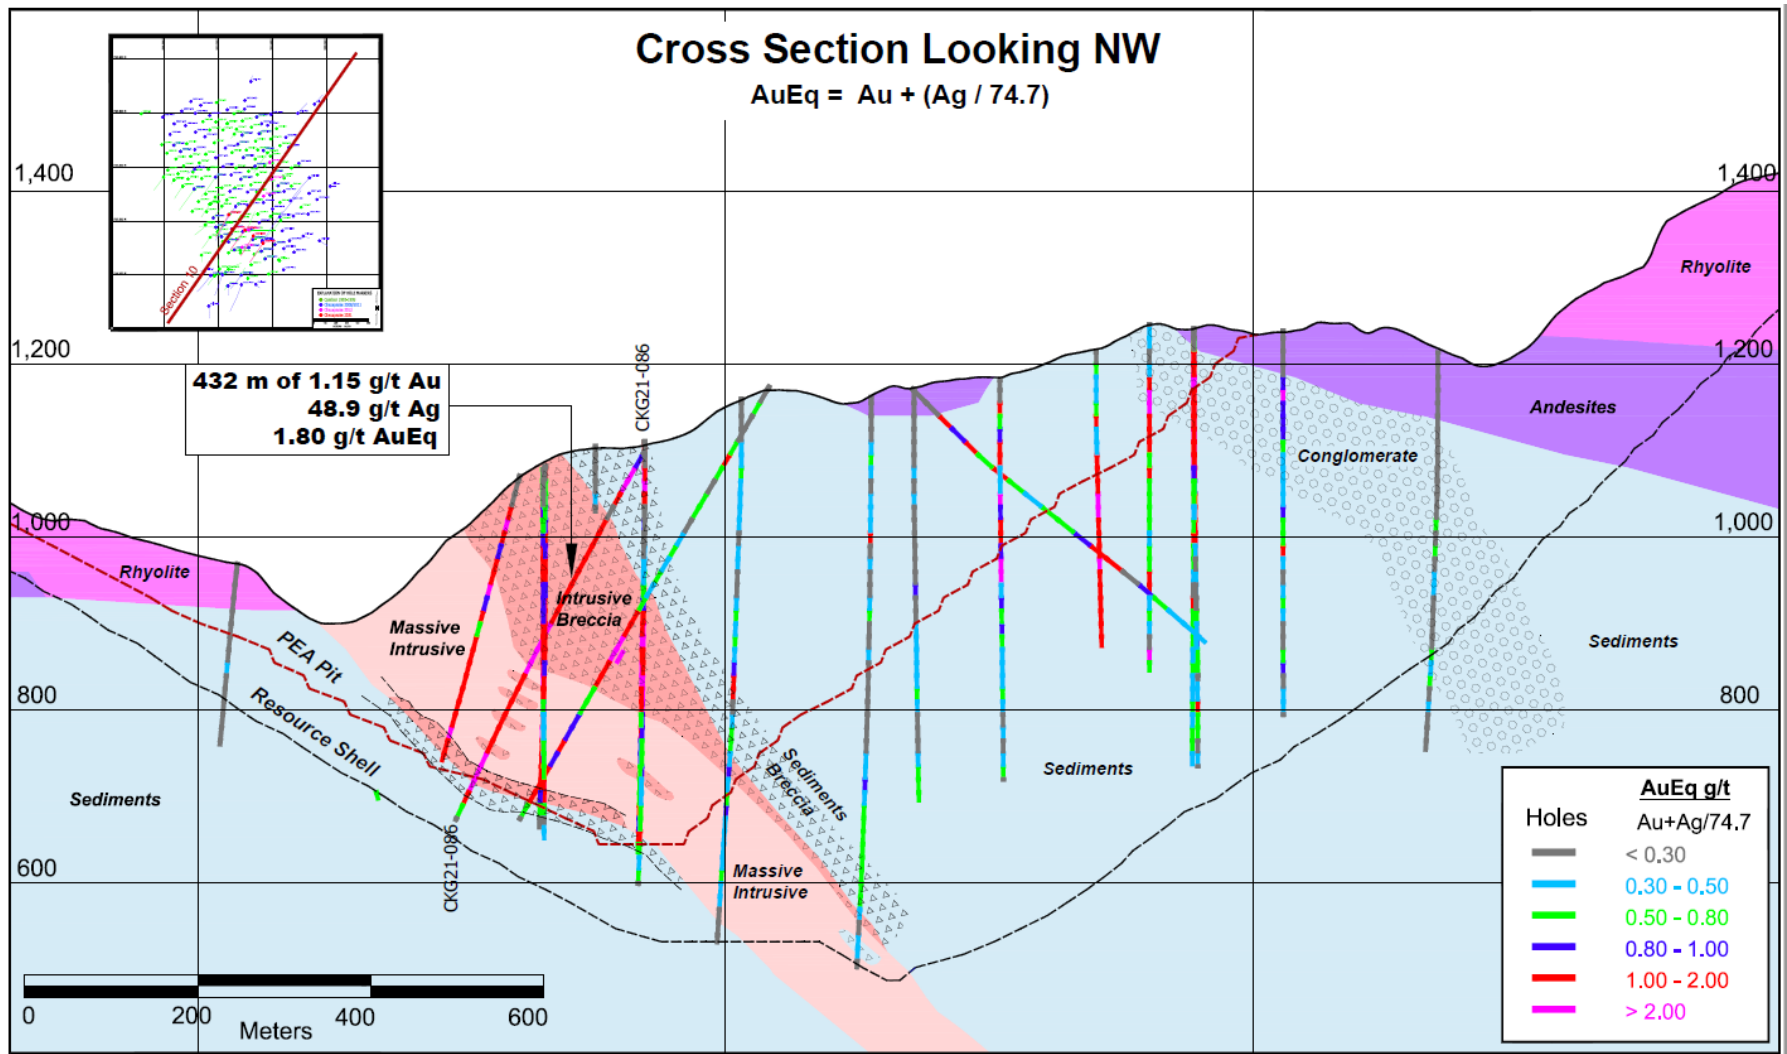 Cross Section Looking NW
AuEq = Au + (Ag / 74.7)
Section 10
1,400
1,400
1,200
1,200
1,000
1,000
800
800
600
432 m of 1.15 g/t Au
48.9 g/t Ag
1.80 g/t AuEq
CKG21-086
Rhyolite
Andesites
Conglomerate
Sediments
Rhyolite
Massive
Intrusive
Intrusive
Breccia
PEA Pit
Resource Shell
Sediments
Sediments
Breccia
Sediments
Massive
Intrusive
CKG21-086
0
200
400
600
Meters
AuEq g/t
Holes
Au+Ag/74.7
< 0.30
0.30 - 0.50
0.50 - 0.80
0.80 - 1.00
1.00 - 2.00
> 2.00